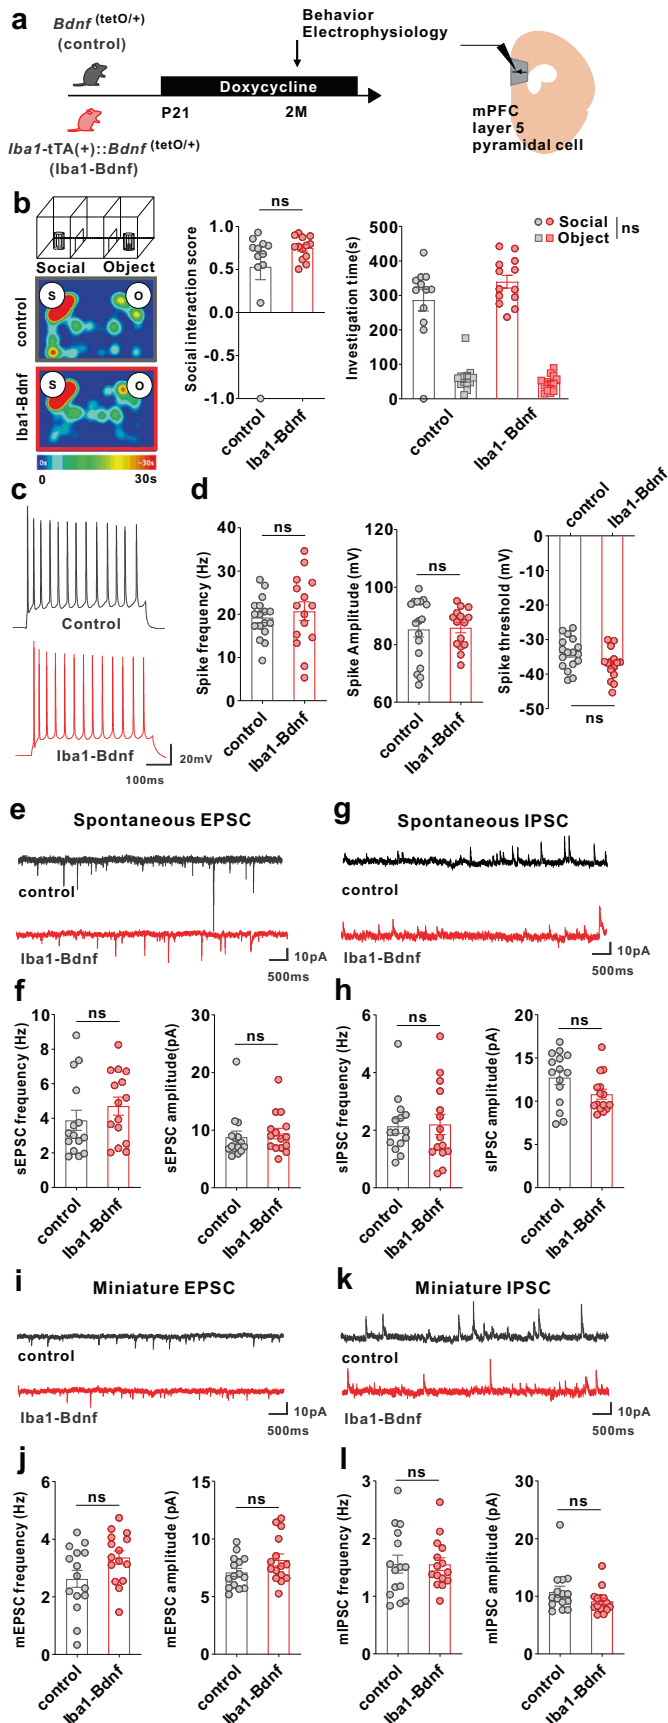 a
Bdnf (tetO/+)
(control)
Behavior
Electrophysiology
Doxycycline
P21
2M
Iba1-tTA(+)::Bdnf (tetO/+)
(Iba1-Bdnf)
mPFC
layer 5
pyramidal cell
b
Social
Object
control
S
O
Iba1-Bdnf
S
O
0s
~30s
0
30s
Social interaction score
ns
1.0
0.5
0.0
-0.5
-1.0
control
Iba1-Bdnf
Investigation time(s)
Social
Object
ns
500
400
300
200
100
0
control
Iba1- Bdnf
c
Control
Iba1-Bdnf
20mV
100ms
d
Spike frequency (Hz)
ns
40
30
20
10
0
control
Iba1-Bdnf
Spike Amplitude (mV)
ns
120
100
80
60
control
Iba1-Bdnf
Spike threshold (mV)
control
Iba1-Bdnf
0
-10
-20
-30
-40
-50
ns
e
Spontaneous EPSC
control
Iba1-Bdnf
10pA
500ms
g
Spontaneous IPSC
control
Iba1-Bdnf
10pA
500ms
f
sEPSC frequency (Hz)
ns
10
8
6
4
2
0
control
Iba1-Bdnf
sEPSC amplitude(pA)
ns
30
20
10
0
control
Iba1-Bdnf
h
sIPSC frequency (Hz)
ns
6
4
2
0
control
Iba1-Bdnf
sIPSC amplitude(pA)
ns
20
15
10
5
0
control
Iba1-Bdnf
i
Miniature EPSC
control
Iba1-Bdnf
10pA
500ms
k
Miniature IPSC
control
Iba1-Bdnf
10pA
500ms
j
mEPSC frequency (Hz)
ns
6
4
2
0
control
Iba1-Bdnf
mEPSC amplitude (pA)
ns
15
10
5
0
control
Iba1-Bdnf
l
mIPSC frequency (Hz)
ns
3
2
1
0
control
Iba1-Bdnf
mIPSC amplitude (pA)
ns
30
20
10
0
control
Iba1-Bdnf